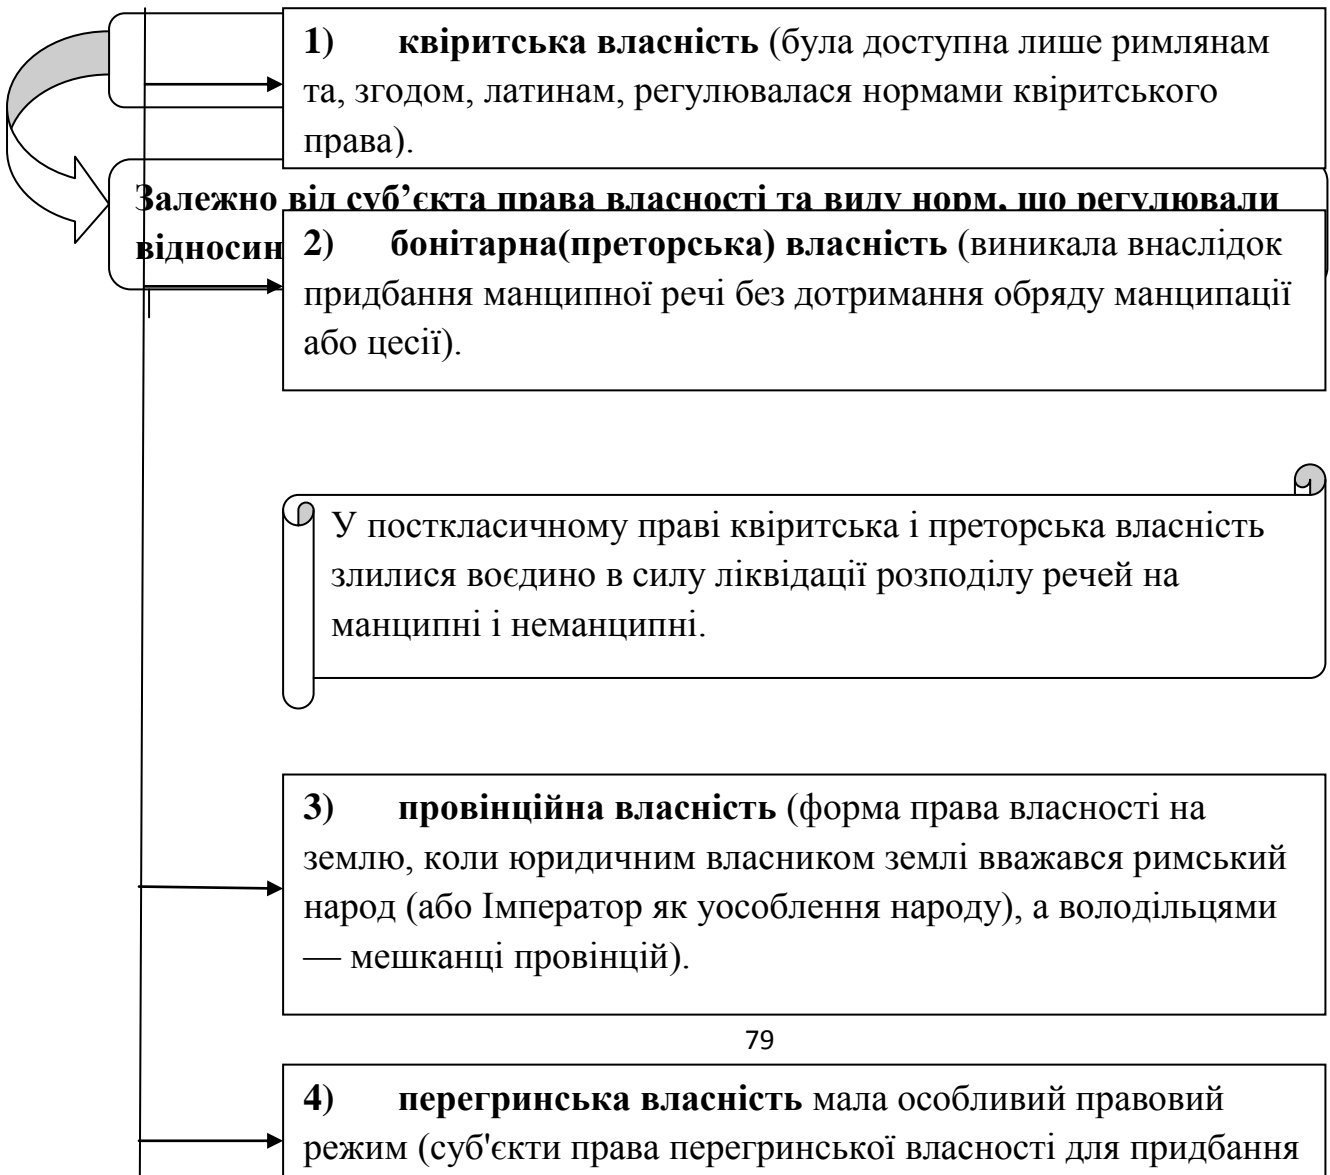 1) квіритська власність (була доступна лише римлянам
та, згодом, латинам, регулювалася нормами квіритського
права).
Залежно від суб’єкта права власності та виду норм, що регулювали
відносин
2) бонітарна(преторська) власність (виникала внаслідок
придбання манципної речі без дотримання обряду манципації
або цесії).
У посткласичному праві квіритська і преторська власність
злилися воєдино в силу ліквідації розподілу речей на
манципні і неманципні.
3) провінційна власність (форма права власності на
землю, коли юридичним власником землі вважався римський
народ (або Імператор як уособлення народу), а володільцями
— мешканці провінцій).
79
4) перегринська власність мала особливий правовий
режим (суб'єкти права перегринської власності для придбання